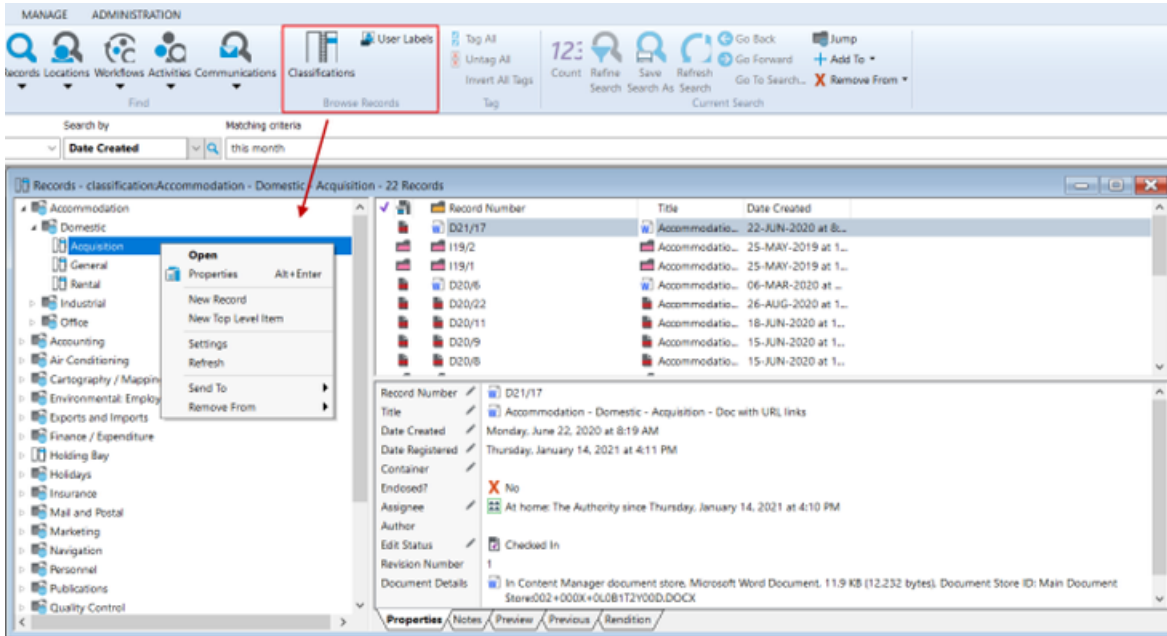 MANAGE ADMINISTRATION
Records Locations Workflows Activities Communications
Find
Classifications
User Labels
Browse Records
Tag All
Untag All
Invert All Tags
Tag
123
Count
Refine Search
Save Search As
Refresh Search
Go Back
Go Forward
Go To Search...
Jump
Add To
Remove From
Current Search
Search by Matching criteria
Date Created this month
Records - classification:Accommodation - Domestic - Acquisition - 22 Records
Accommodation
Domestic
Acquisition
General
Rental
Industrial
Office
Accounting
Air Conditioning
Cartography / Mappin
Environmental: Employ
Exports and Imports
Finance / Expenditure
Holding Bay
Holidays
Insurance
Mail and Postal
Marketing
Navigation
Personnel
Publications
Quality Control
Open
Properties Alt+Enter
New Record
New Top Level Item
Settings
Refresh
Send To
Remove From
Record Number Title Date Created
D21/17 Accommodatio... 22-JUN-2020 at 8:...
I19/2 Accommodatio... 25-MAY-2019 at 1...
I19/1 Accommodatio... 25-MAY-2019 at 1...
D20/6 Accommodatio... 06-MAR-2020 at ...
D20/22 Accommodatio... 26-AUG-2020 at 1...
D20/11 Accommodatio... 18-JUN-2020 at 1...
D20/9 Accommodatio... 15-JUN-2020 at 1...
D20/8 Accommodatio... 15-JUN-2020 at 1...
Record Number D21/17
Title Accommodation - Domestic - Acquisition - Doc with URL links
Date Created Monday, June 22, 2020 at 8:19 AM
Date Registered Thursday, January 14, 2021 at 4:11 PM
Container
Enclosed? No
Assignee At home: The Authority since Thursday, January 14, 2021 at 4:10 PM
Author
Edit Status Checked In
Revision Number 1
Document Details In Content Manager document store, Microsoft Word Document, 11.9 KB (12,232 bytes), Document Store ID: Main Document
Store:002+000X+0L0B1T2Y00D.DOCX
Properties Notes Preview Previous Rendition